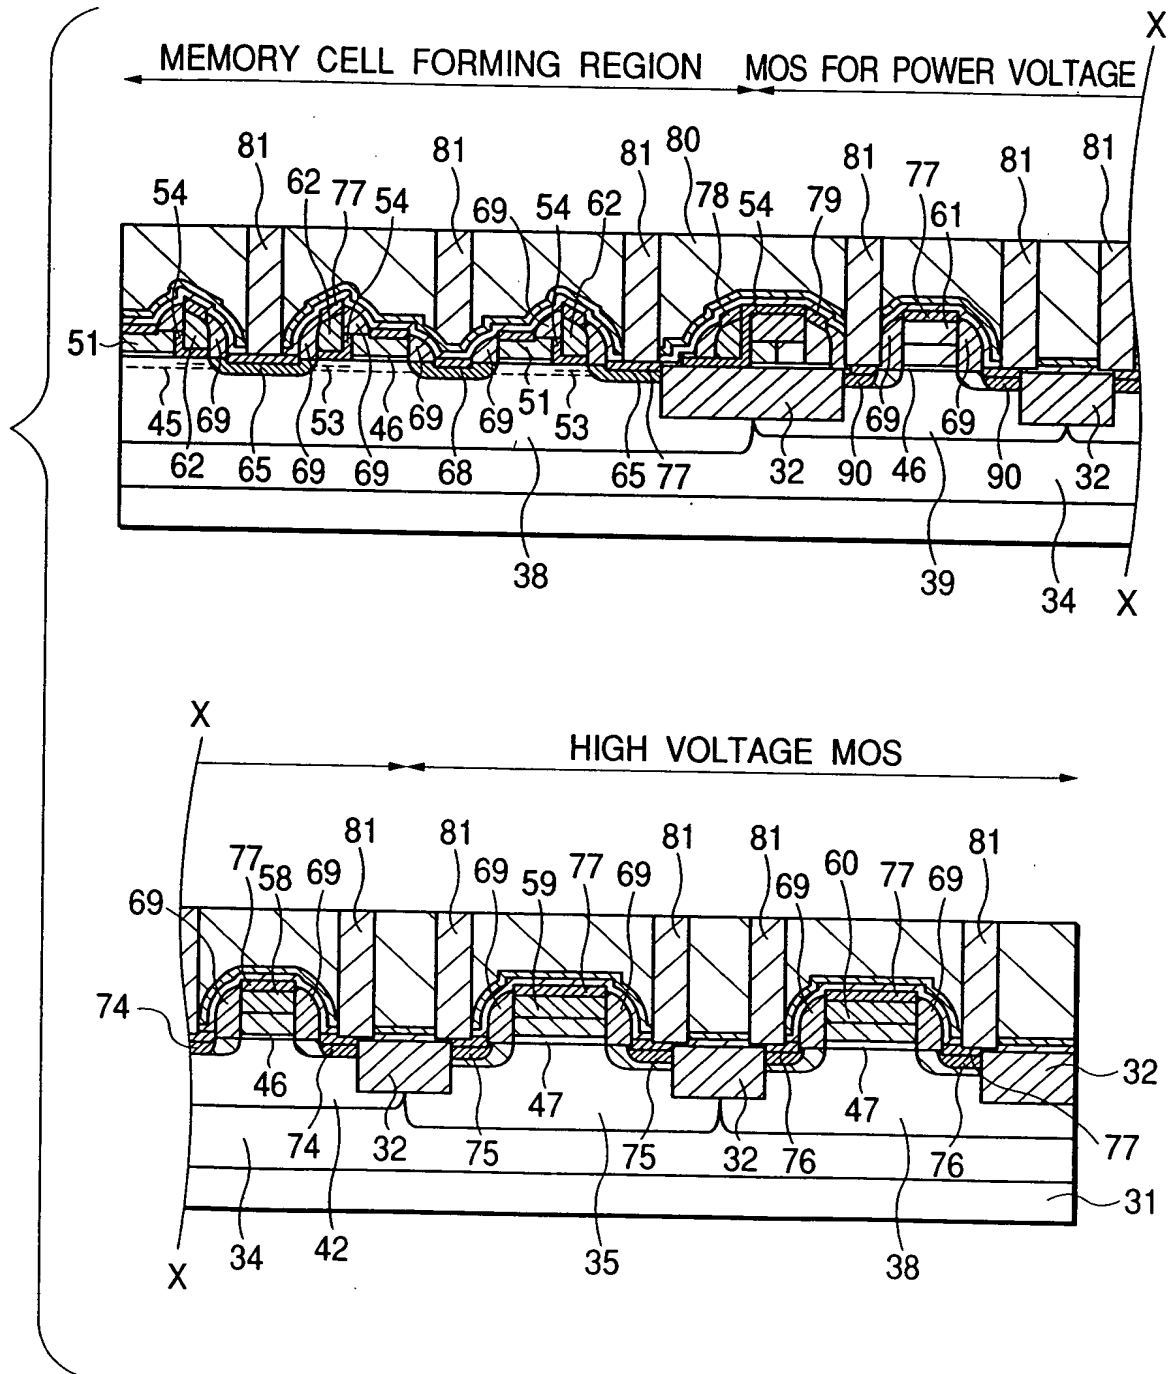 X
MEMORY CELL FORMING REGION MOS FOR POWER VOLTAGE
81 81 81 80 81 77 81 81
54 62 77 54 69 54 62 78 54 79 61
51
45 69 53 46 69 69 51 53 32 69 46 69 32
62 65 69 69 68 65 77 90 90
38 39 34
X
X
HIGH VOLTAGE MOS
81 81 81 81 81
69 77 58 69 69 59 77 69 69 60 77 69
74
46 47 47 32
74 32 75 75 32 76 76 77
31
34 42 35 38
X